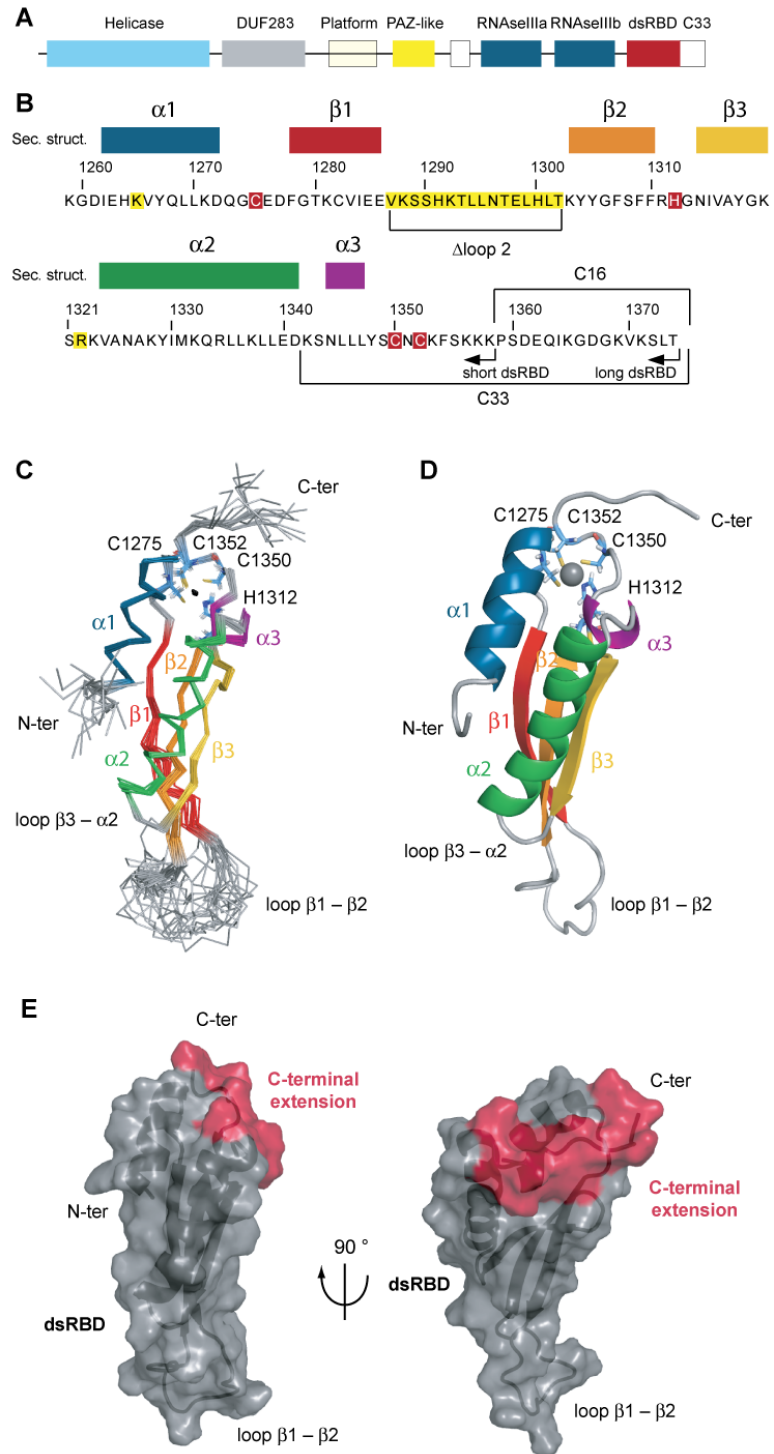 A
Helicase DUF283 Platform PAZ-like RNAseIIIa RNAseIIIb dsRBD C33
B
α1 β1 β2 β3
Sec. struct.
1260 1270 1280 1290 1300 1310
KGDIEHKVYQLLKDQGCEDFGTKCVIEEVKSSHKTLLNTELHLTKYYGFSFFRHGNIVAYGK
Δloop 2
α2 α3
Sec. struct.
C16
1321 1330 1340 1350 1360 1370
SRKVANAKYIMKQRLLKLLEDKSNLLLYSCNCKFSKKKPSDEQIKGDGKVKSLT
short dsRBD long dsRBD
C33
C
C-ter
C1275
C1352
C1350
H1312
α1
α3
β2
N-ter
β1
β3
α2
loop β3 – α2
loop β1 – β2
D
C1275
C1352
C-ter
C1350
H1312
α1
α3
β2
N-ter
β1
β3
α2
loop β3 – α2
loop β1 – β2
E
C-ter
C-terminal
extension
N-ter
dsRBD
loop β1 – β2
90 °
C-ter
C-terminal
extension
dsRBD
loop β1 – β2